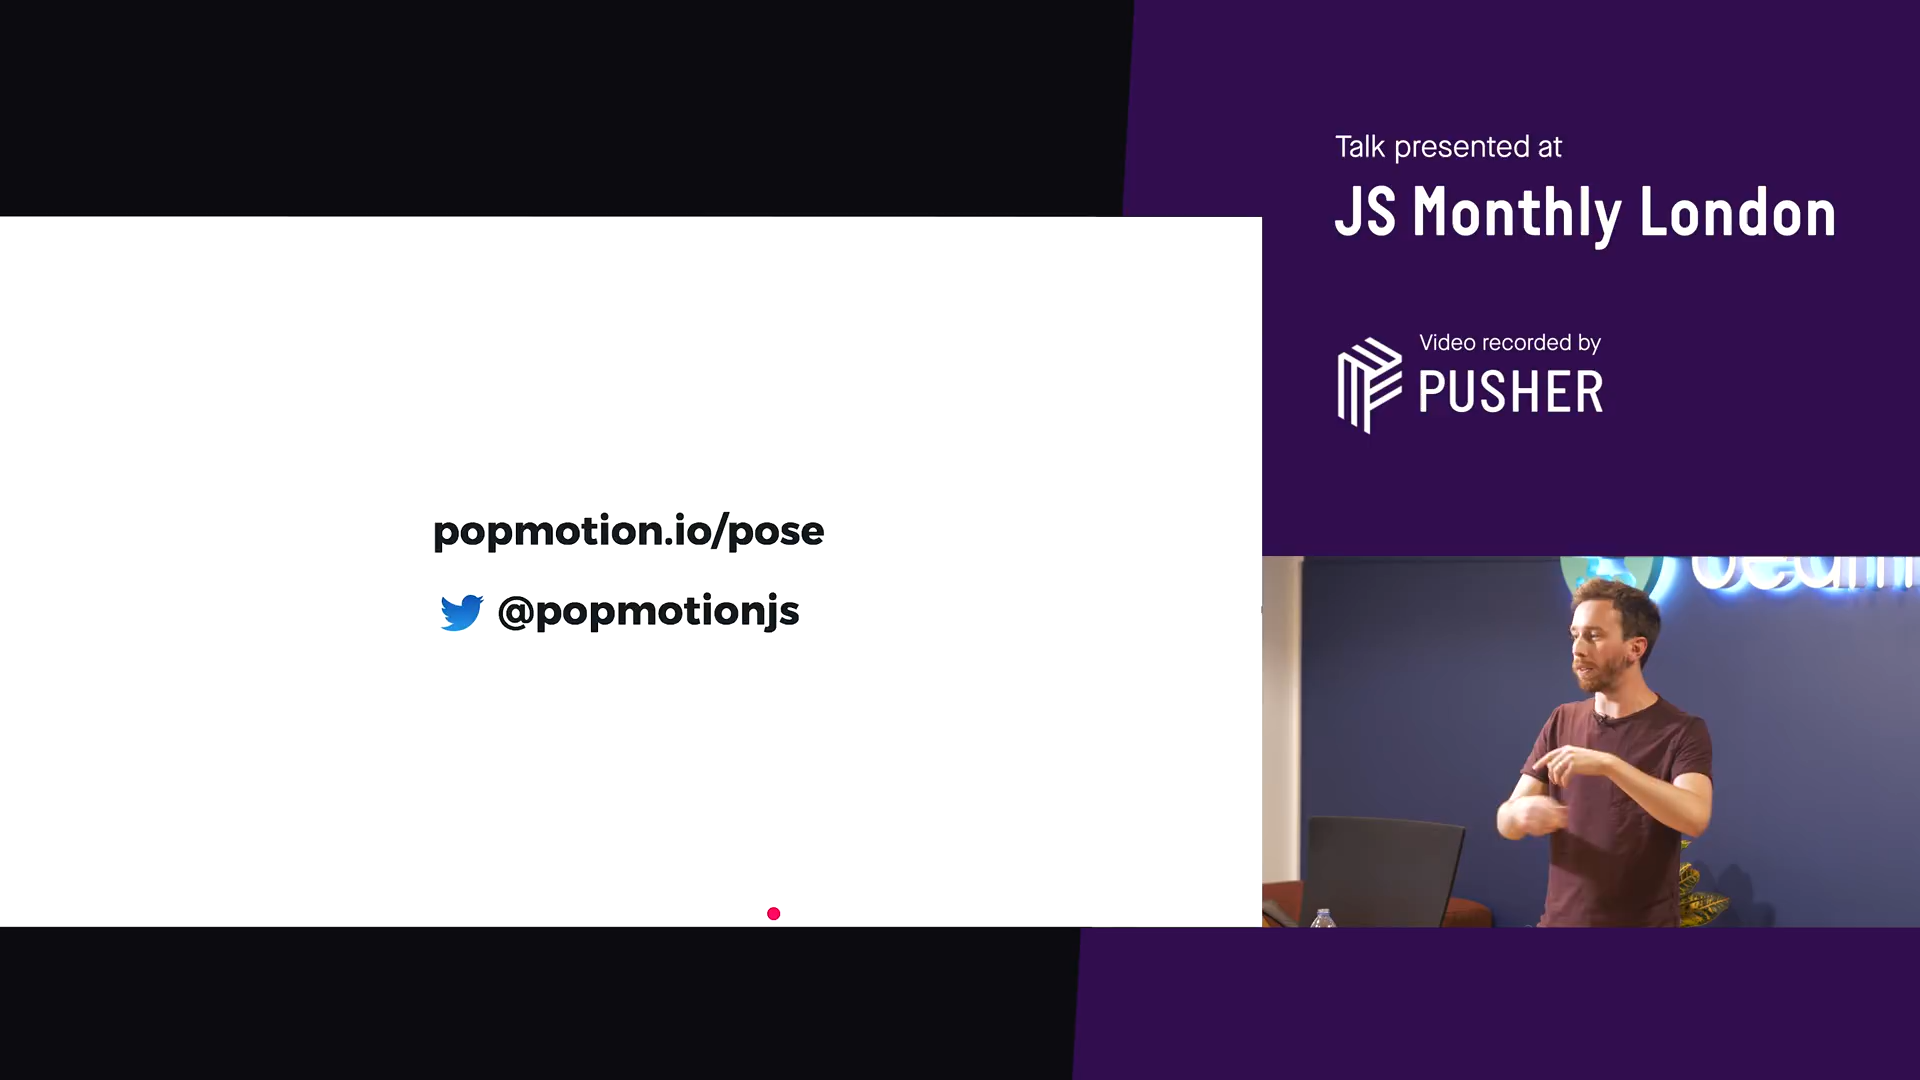 popmotion.io/pose
@popmotionjs
Talk presented at
JS Monthly London
Video recorded by
PUSHER